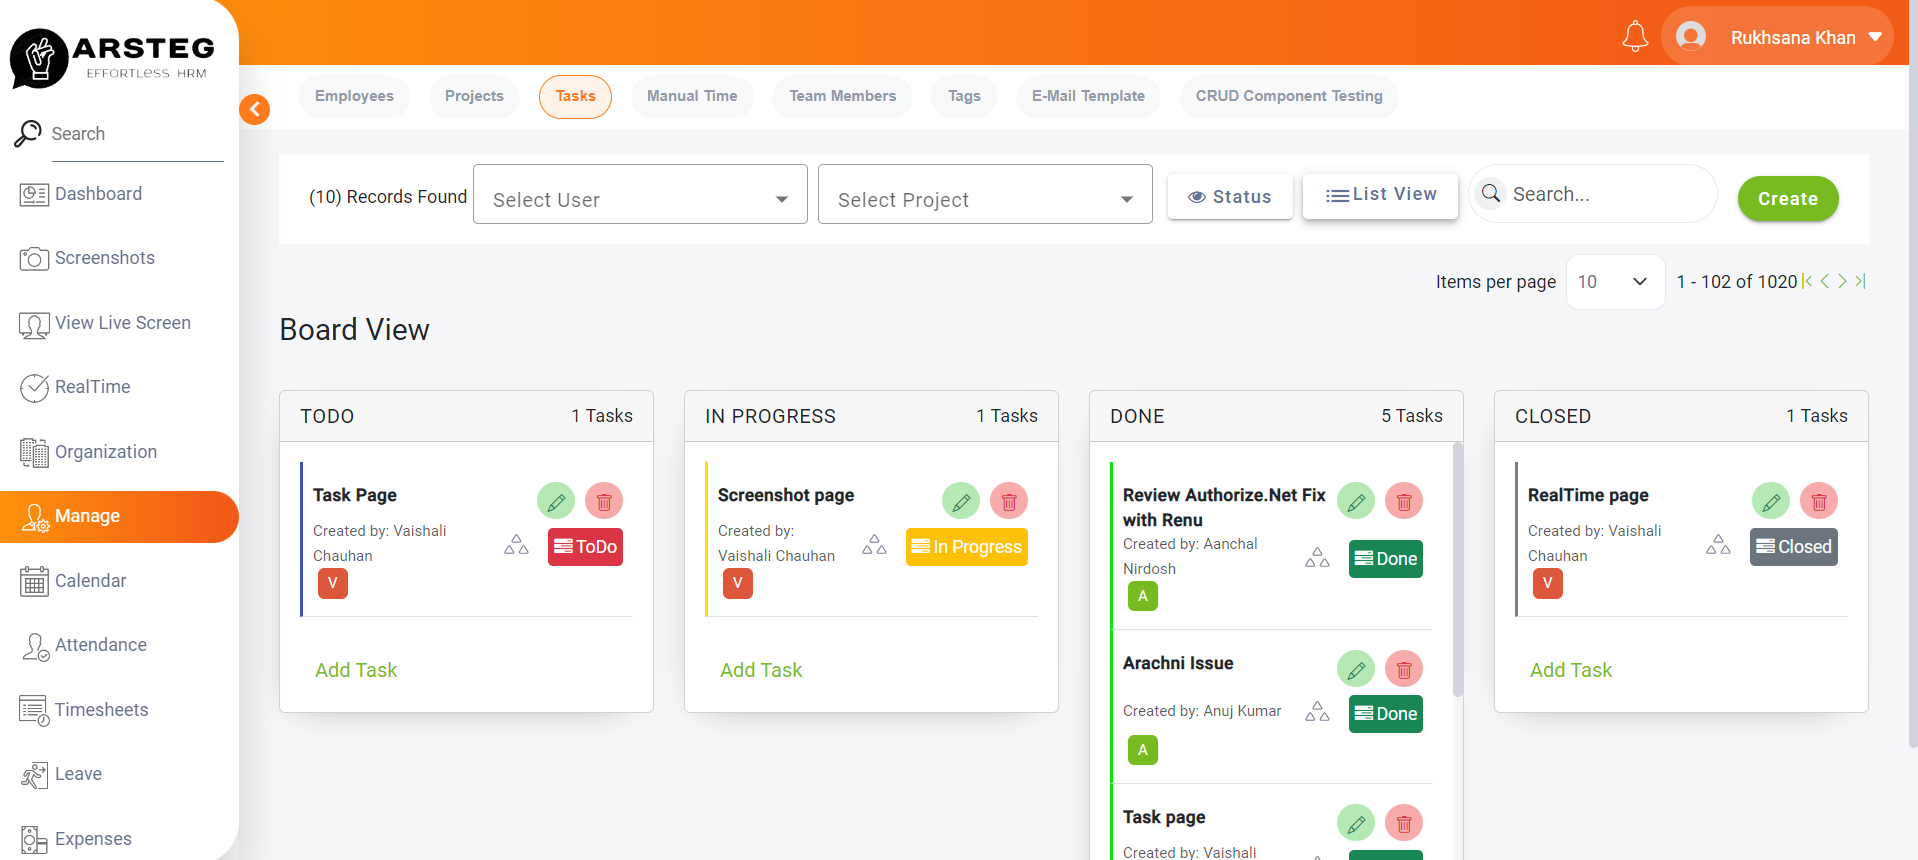 ARSTEG
EFFORTLESS HRM
Search
Dashboard
Screenshots
View Live Screen
RealTime
Organization
Manage
Calendar
Attendance
Timesheets
Leave
Expenses
Rukhsana Khan
Employees
Projects
Tasks
Manual Time
Team Members
Tags
E-Mail Template
CRUD Component Testing
(10) Records Found
Select User
Select Project
Status
List View
Search...
Create
Items per page
10
1 - 102 of 1020
Board View
TODO
1 Tasks
Task Page
Created by: Vaishali
Chauhan
ToDo
V
Add Task
IN PROGRESS
1 Tasks
Screenshot page
Created by:
Vaishali Chauhan
In Progress
V
Add Task
DONE
5 Tasks
Review Authorize.Net Fix
with Renu
Created by: Aanchal
Nirdosh
Done
A
Arachni Issue
Created by: Anuj Kumar
Done
A
Task page
Created by: Vaishali
CLOSED
1 Tasks
RealTime page
Created by: Vaishali
Chauhan
Closed
V
Add Task